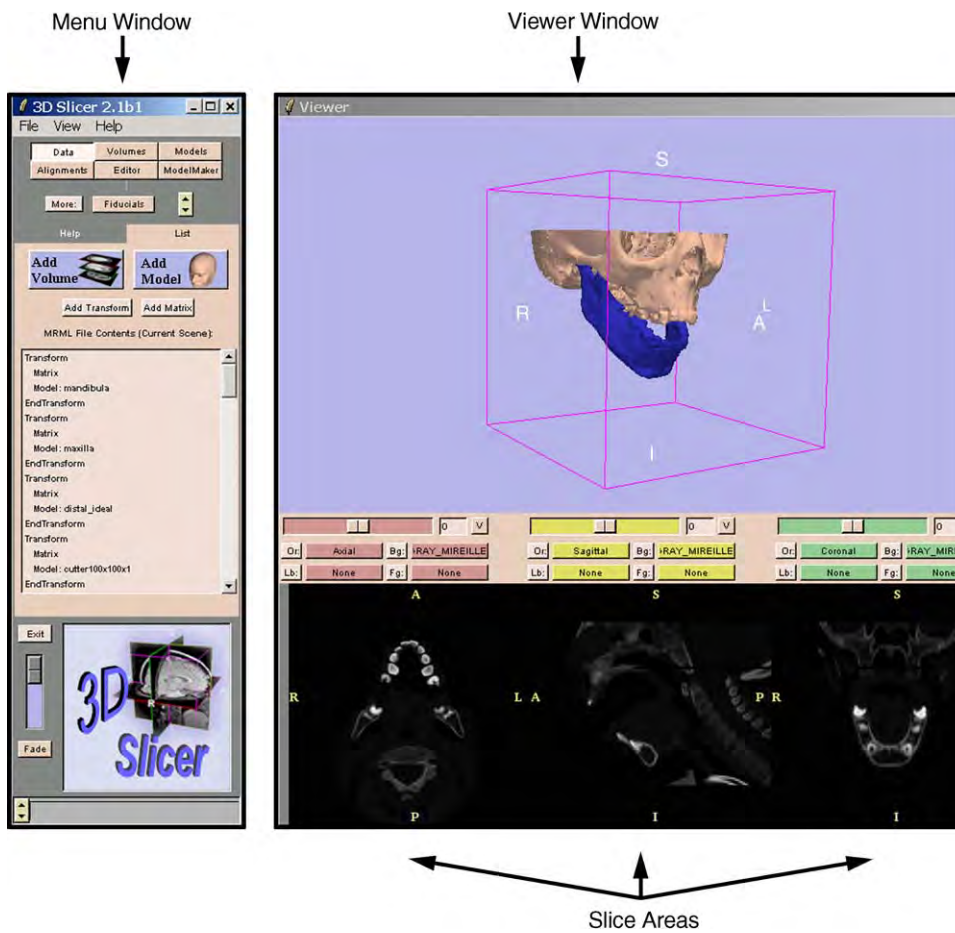 Menu Window
Viewer Window
3D Slicer 2.1b1
File View Help
Data Volumes Models
Alignments Editor ModelMaker
More: Fiducials
Help List
Add Volume
Add Model
Add Transform Add Matrix
MRML File Contents (Current Scene):
Transform
Matrix
Model: mandibula
EndTransform
Transform
Matrix
Model: maxilla
EndTransform
Transform
Matrix
Model: distal_ideal
EndTransform
Transform
Matrix
Model: cutter100x100x1
EndTransform
Exit
Fade
3D
Slicer
R
Viewer
S
R
L
A
I
0 V 0 V 0
Or: Axial Bg: RAY_MIREILLE Or: Sagittal Bg: RAY_MIREILLE Or: Coronal Bg: RAY_MIREILL
Lb: None Fg: None Lb: None Fg: None Lb: None Fg: None
A S S
R L A P R
P I I
Slice Areas